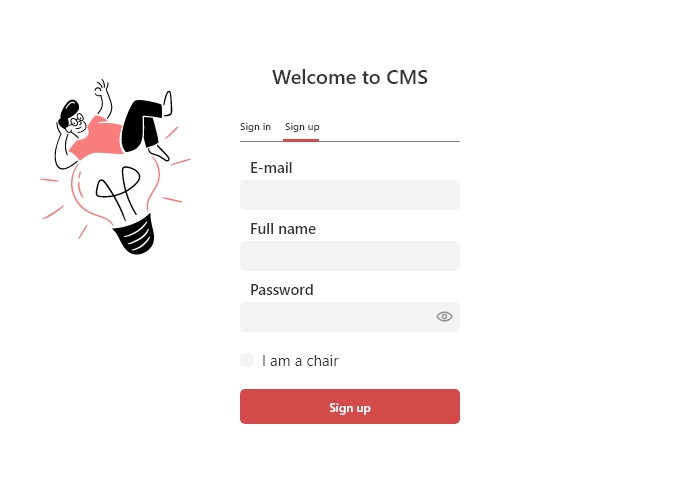 Welcome to CMS
Sign in Sign up
E-mail
Full name
Password
I am a chair
Sign up